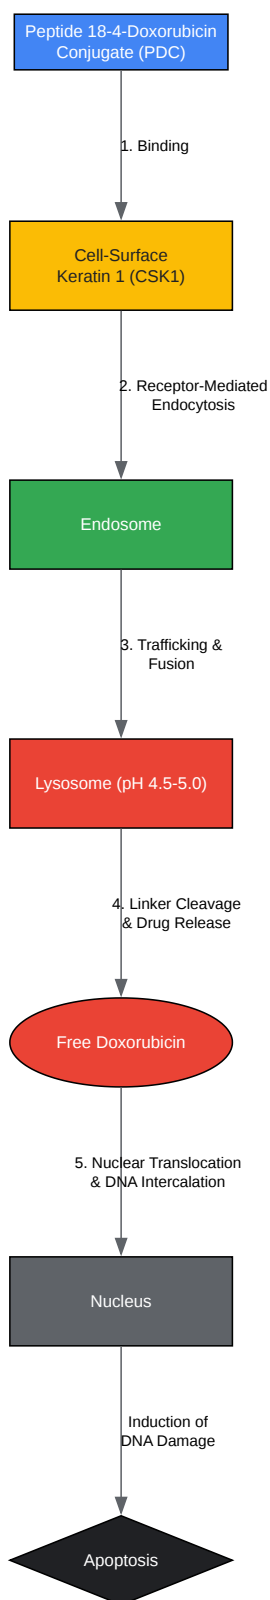 Peptide 18-4-Doxorubicin
Conjugate (PDC)
1. Binding
Cell-Surface
Keratin 1 (CSK1)
2. Receptor-Mediated
Endocytosis
Endosome
3. Trafficking &
Fusion
Lysosome (pH 4.5-5.0)
4. Linker Cleavage
& Drug Release
Free Doxorubicin
5. Nuclear Translocation
& DNA Intercalation
Nucleus
Induction of
DNA Damage
Apoptosis